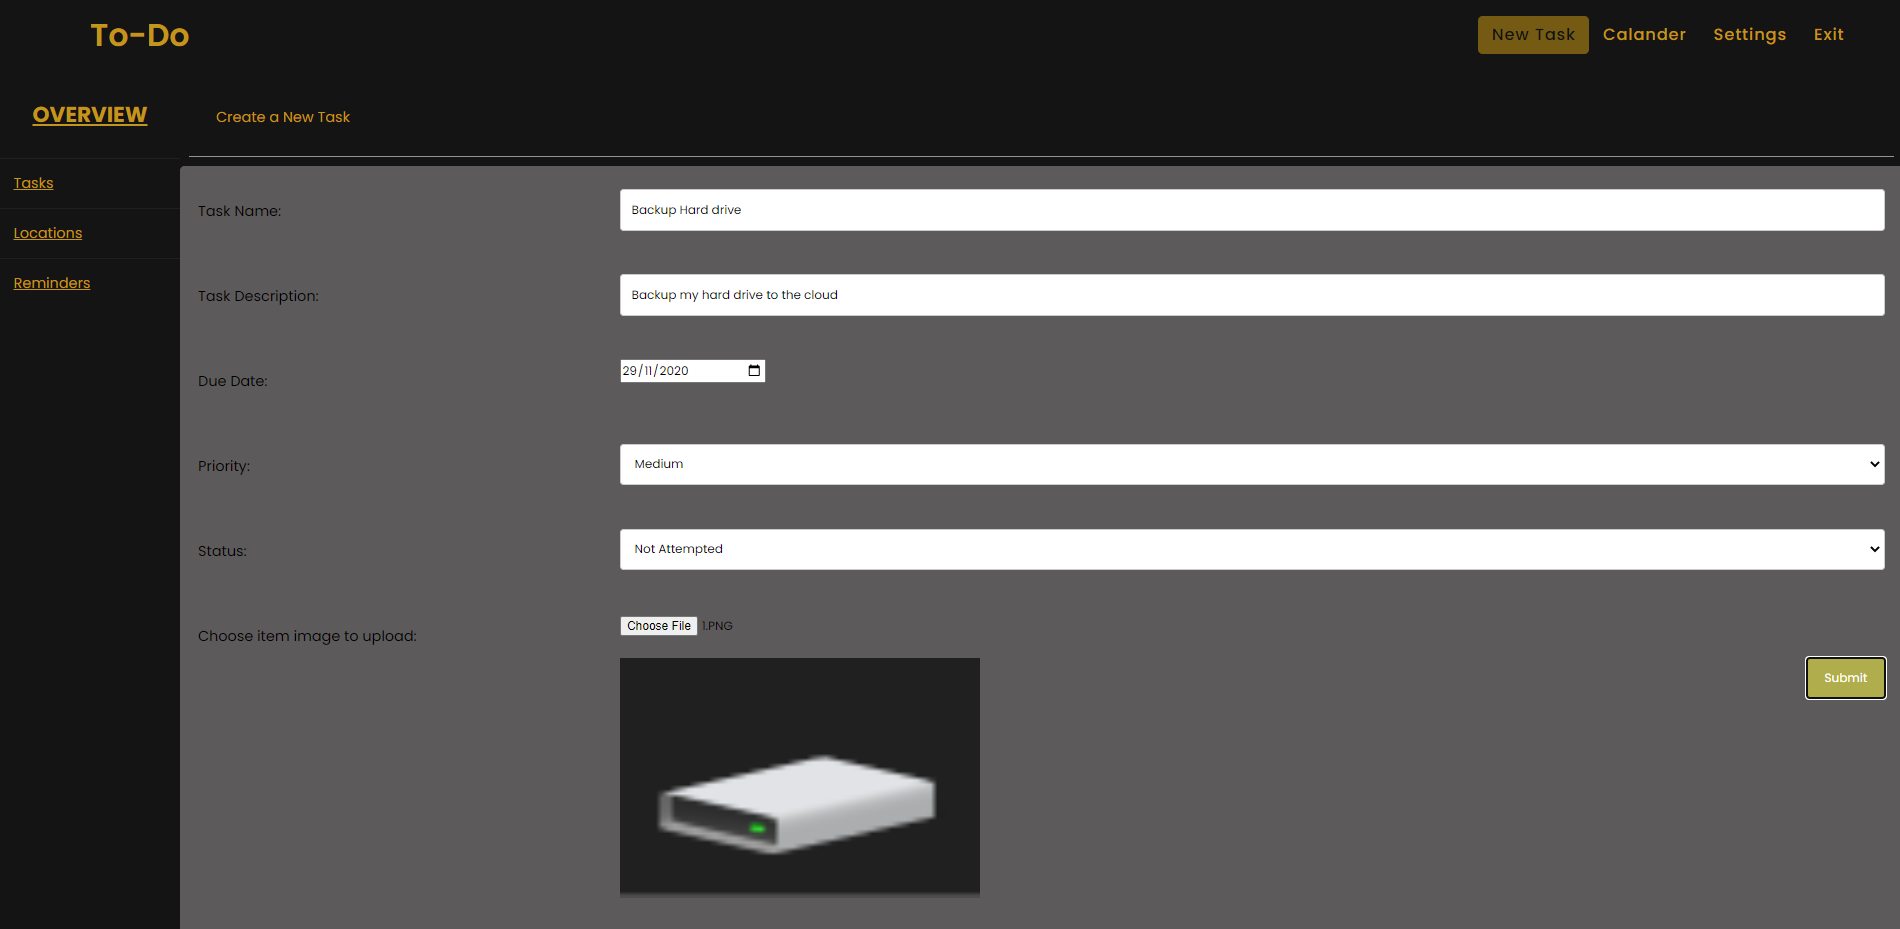 To-Do
New Task Calander Settings Exit
OVERVIEW
Create a New Task
Tasks
Locations
Reminders
Task Name: Backup Hard drive
Task Description: Backup my hard drive to the cloud
Due Date: 29/11/2020
Priority: Medium
Status: Not Attempted
Choose item image to upload: Choose File 1.PNG
Submit